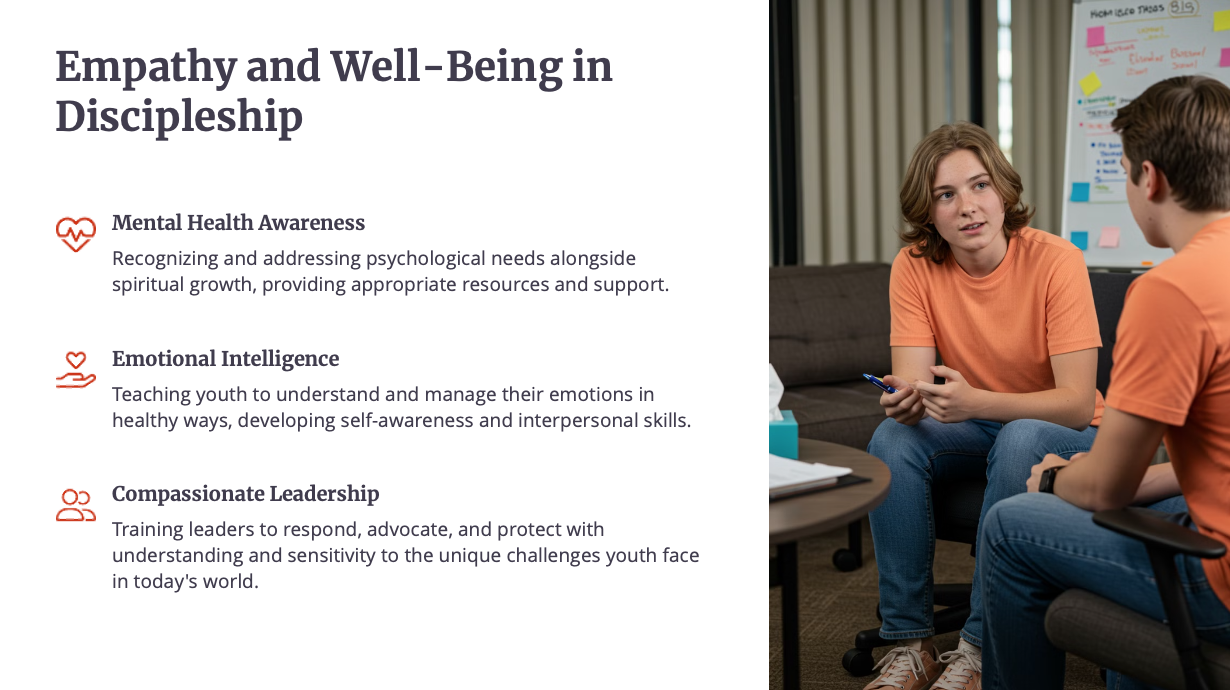 Empathy and Well-Being in
Discipleship
Mental Health Awareness
Recognizing and addressing psychological needs alongside
spiritual growth, providing appropriate resources and support.
Emotional Intelligence
Teaching youth to understand and manage their emotions in
healthy ways, developing self-awareness and interpersonal skills.
Compassionate Leadership
Training leaders to respond, advocate, and protect with
understanding and sensitivity to the unique challenges youth face
in today's world.